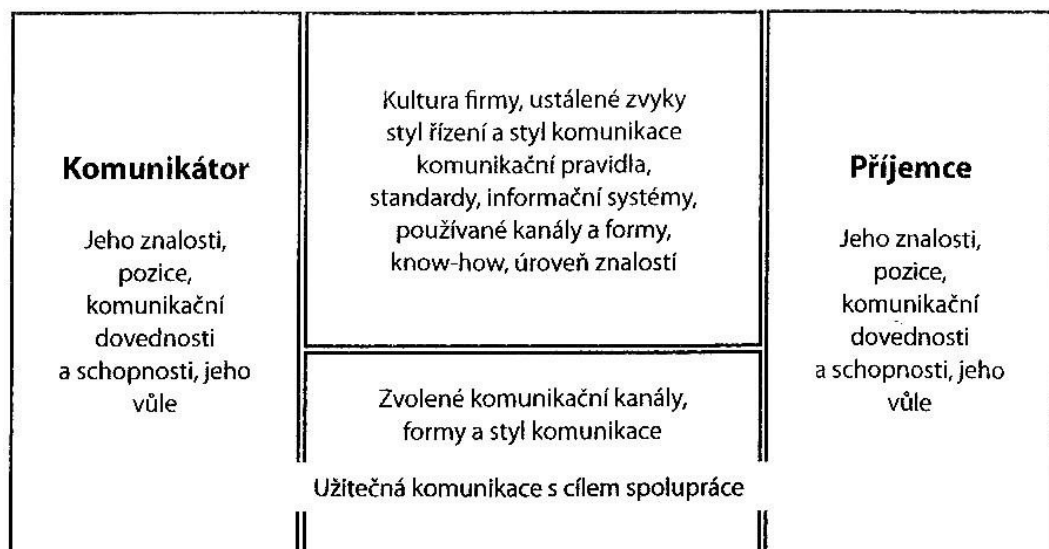 Komunikátor
Jeho znalosti,
pozice,
komunikační
dovednosti
a schopnosti, jeho
vůle
Kultura firmy, ustálené zvyky
styl řízení a styl komunikace
komunikační pravidla,
standardy, informační systémy,
používané kanály a formy,
know-how, úroveň znalostí
Zvolené komunikační kanály,
formy a styl komunikace
Užitečná komunikace s cílem spolupráce
Příjemce
Jeho znalosti,
pozice,
komunikační
dovednosti
a schopnosti, jeho
vůle